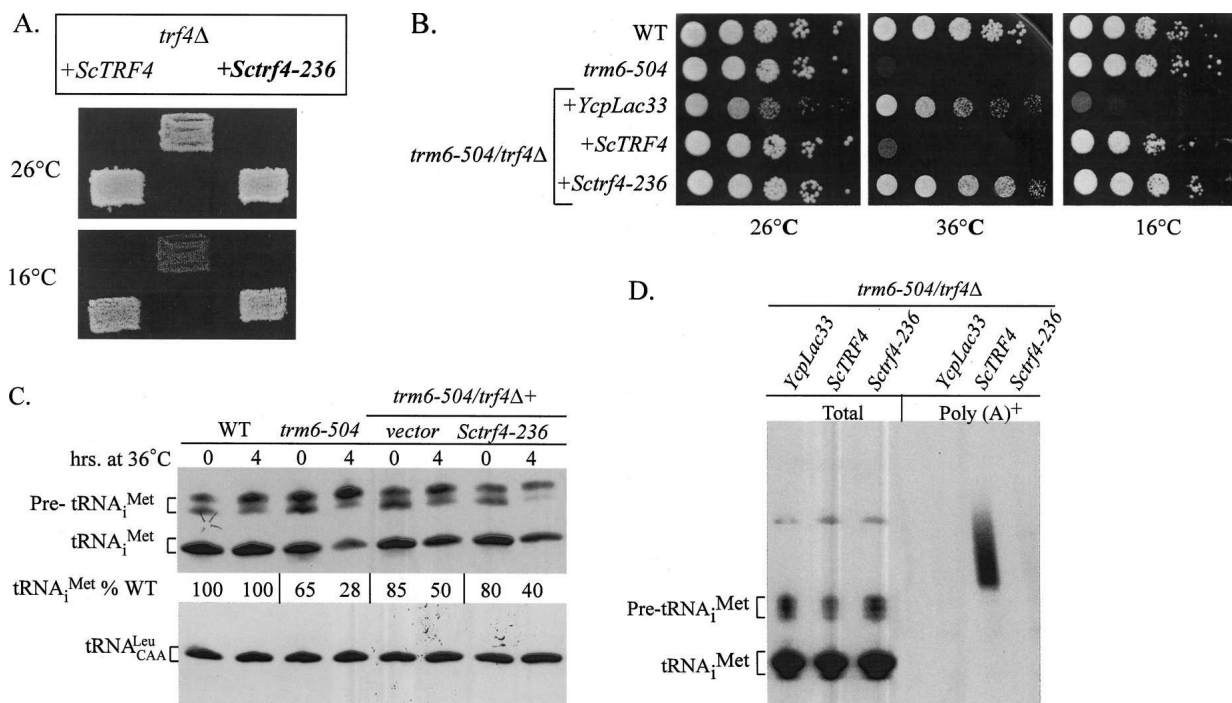 A.
trf4Δ
+ScTRF4 +Sctrf4-236
26°C
16°C
B.
WT
trm6-504
+YcpLac33
+ScTRF4
+Sctrf4-236
trm6-504/trf4Δ
26°C 36°C 16°C
C.
trm6-504/trf4Δ+
WT trm6-504 vector Sctrf4-236
hrs. at 36°C 0 4 0 4 0 4 0 4
Pre- tRNAiMet
tRNAiMet
tRNAiMet % WT 100 100 65 28 85 50 80 40
tRNALeuCAA
D.
trm6-504/trf4Δ
YcpLac33 ScTRF4 Sctrf4-236 YcpLac33 ScTRF4 Sctrf4-236
Total Poly (A)+
Pre-tRNAiMet
tRNAiMet